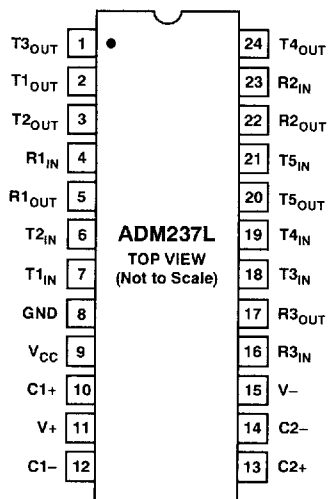 T3OUT 1 24 T4OUT
T1OUT 2 23 R2IN
T2OUT 3 22 R2OUT
R1IN 4 21 T5IN
R1OUT 5 20 T5OUT
T2IN 6 ADM237L 19 T4IN
TOP VIEW
T1IN 7 (Not to Scale) 18 T3IN
GND 8 17 R3OUT
VCC 9 16 R3IN
C1+ 10 15 V–
V+ 11 14 C2–
C1– 12 13 C2+